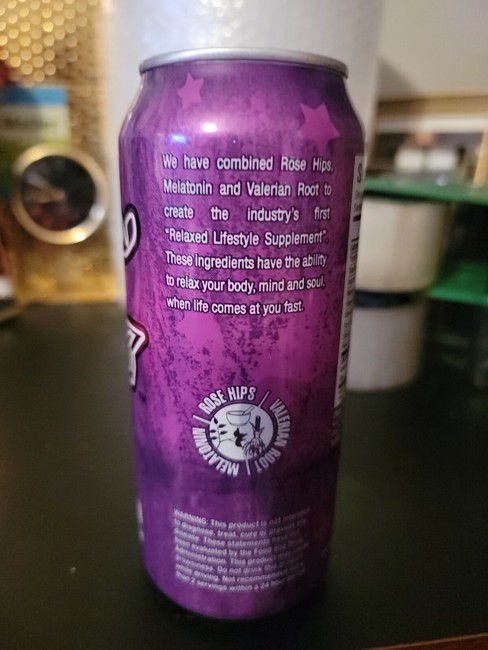 We have combined Rose Hips,
Melatonin and Valerian Root to
create the industry's first
"Relaxed Lifestyle Supplement".
These ingredients have the ability
to relax your body, mind and soul,
when life comes at you fast.
ROSE HIPS | VALERIAN ROOT | MELATONIN |
WARNING: This product is not intended
to diagnose, treat, cure or prevent any
disease. These statements have not
been evaluated by the Food and Drug
Administration. This product may cause
drowsiness. Do not drink this product
while driving. Not recommended more
than 2 servings within a 24 hour